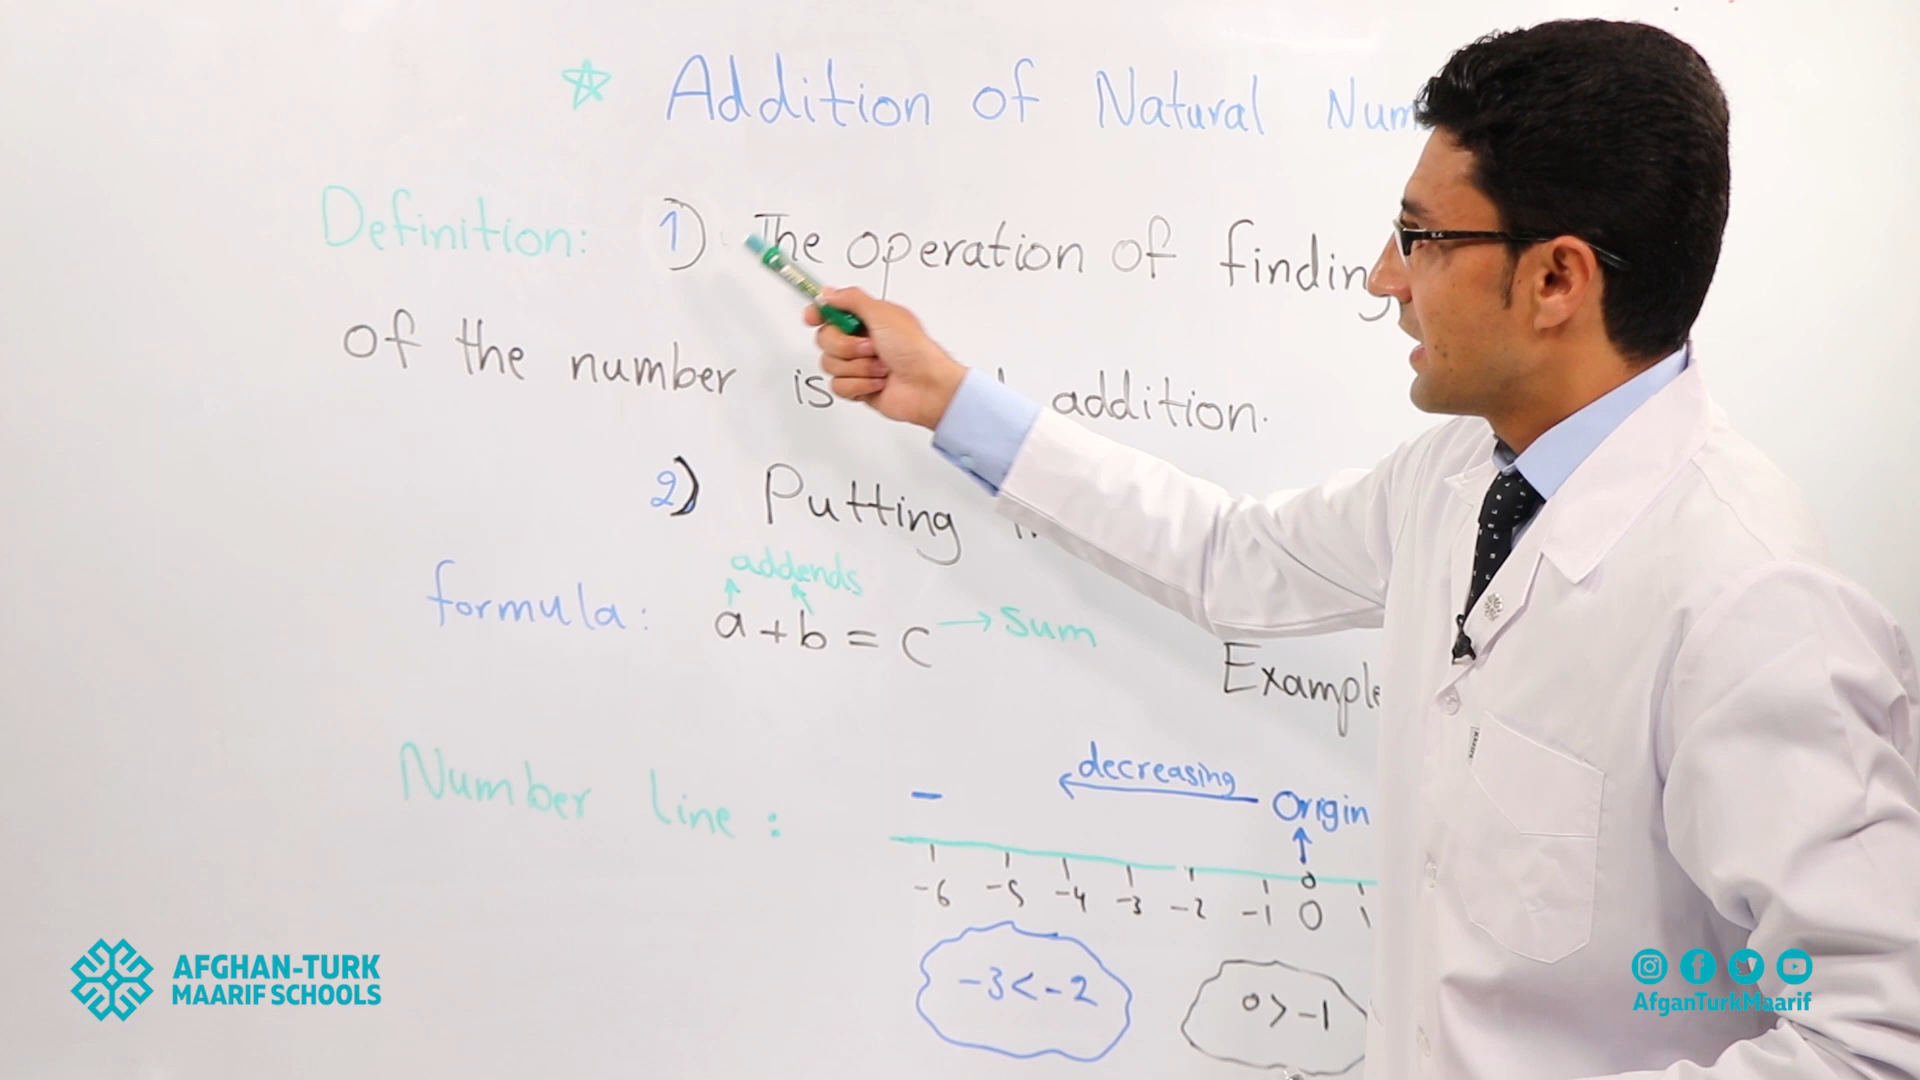 Addition of Natural Num
Definition: 1) The operation of finding
of the number is addition.
2) Putting
addends
formula: a + b = c → Sum
Example
Number line :
- decreasing Origin
-6 -5 -4 -3 -2 -1 0 1
-3 < -2
0 > -1
AFGHAN-TURK
MAARIF SCHOOLS
AfganTurkMaarif